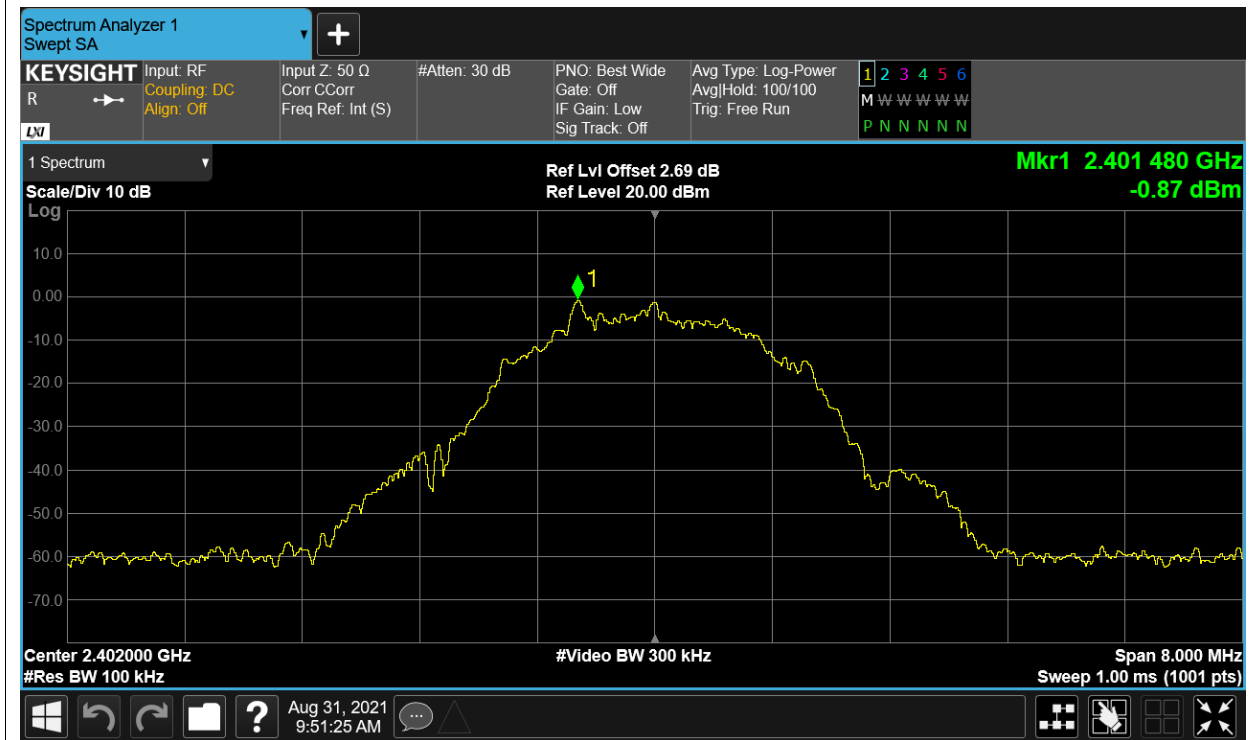 Spectrum Analyzer 1
Swept SA
KEYSIGHT
R
LXI
Input: RF
Coupling: DC
Align: Off
Input Z: 50 Ω
Corr CCorr
Freq Ref: Int (S)
#Atten: 30 dB
PNO: Best Wide
Gate: Off
IF Gain: Low
Sig Track: Off
Avg Type: Log-Power
Avg|Hold: 100/100
Trig: Free Run
1 2 3 4 5 6
M W W W W W
P N N N N N
1 Spectrum
Scale/Div 10 dB
Log
Ref Lvl Offset 2.69 dB
Ref Level 20.00 dBm
Mkr1 2.401 480 GHz
-0.87 dBm
1
10.0
0.00
-10.0
-20.0
-30.0
-40.0
-50.0
-60.0
-70.0
Center 2.402000 GHz
#Res BW 100 kHz
#Video BW 300 kHz
Span 8.000 MHz
Sweep 1.00 ms (1001 pts)
?
Aug 31, 2021
9:51:25 AM